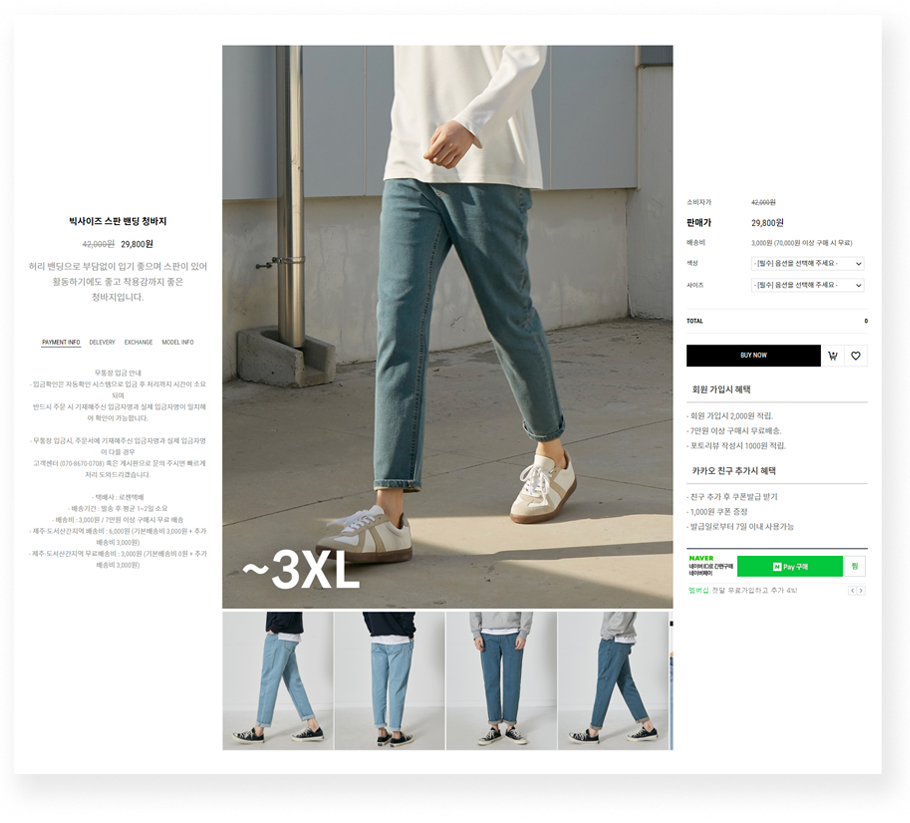 빅사이즈 스판 밴딩 청바지
42,000원 29,800원
허리 밴딩으로 부담없이 입기 좋으며 스판이 있어
활동하기에도 좋고 착용감까지 좋은
청바지입니다.
PAYMENT INFO DELEVERY EXCHANGE MODEL INFO
무통장 입금 안내
- 입금확인은 자동확인 시스템으로 입금 후 처리까지 시간이 소요
되며
반드시 주문 시 기재해주신 입금자명과 실제 입금자명이 일치해
야 확인이 가능합니다.
- 무통장 입금시, 주문서에 기재해주신 입금자명과 실제 입금자명
이 다를 경우
고객센터 (070-8670-0708) 혹은 게시판으로 문의 주시면 빠르게
처리 도와드리겠습니다.
- 택배사 : 로젠택배
- 배송기간 : 발송 후 평균 1~2일 소요
- 배송비 : 3,000원 / 7만원 이상 구매시 무료 배송
- 제주·도서산간지역 배송비 : 6,000원 (기본배송비 3,000원 + 추가
배송비 3,000원)
- 제주·도서산간지역 무료배송비 : 3,000원 (기본배송비 0원 + 추가
배송비 3,000원)
~3XL
소비자가 42,000원
판매가 29,800원
배송비 3,000원 (70,000원 이상 구매 시 무료)
색상 - [필수] 옵션을 선택해 주세요 -
사이즈 - [필수] 옵션을 선택해 주세요 -
TOTAL 0
BUY NOW
회원 가입시 혜택
- 회원 가입시 2,000원 적립.
- 7만원 이상 구매시 무료배송.
- 포토리뷰 작성시 1000원 적립.
카카오 친구 추가시 혜택
- 친구 추가 후 쿠폰발급 받기
- 1,000원 쿠폰 증정
- 발급일로부터 7일 이내 사용가능
NAVER
네이버 ID로 간편구매
네이버페이
N Pay 구매
찜
멤버십 첫달 무료가입하고 추가 4%!